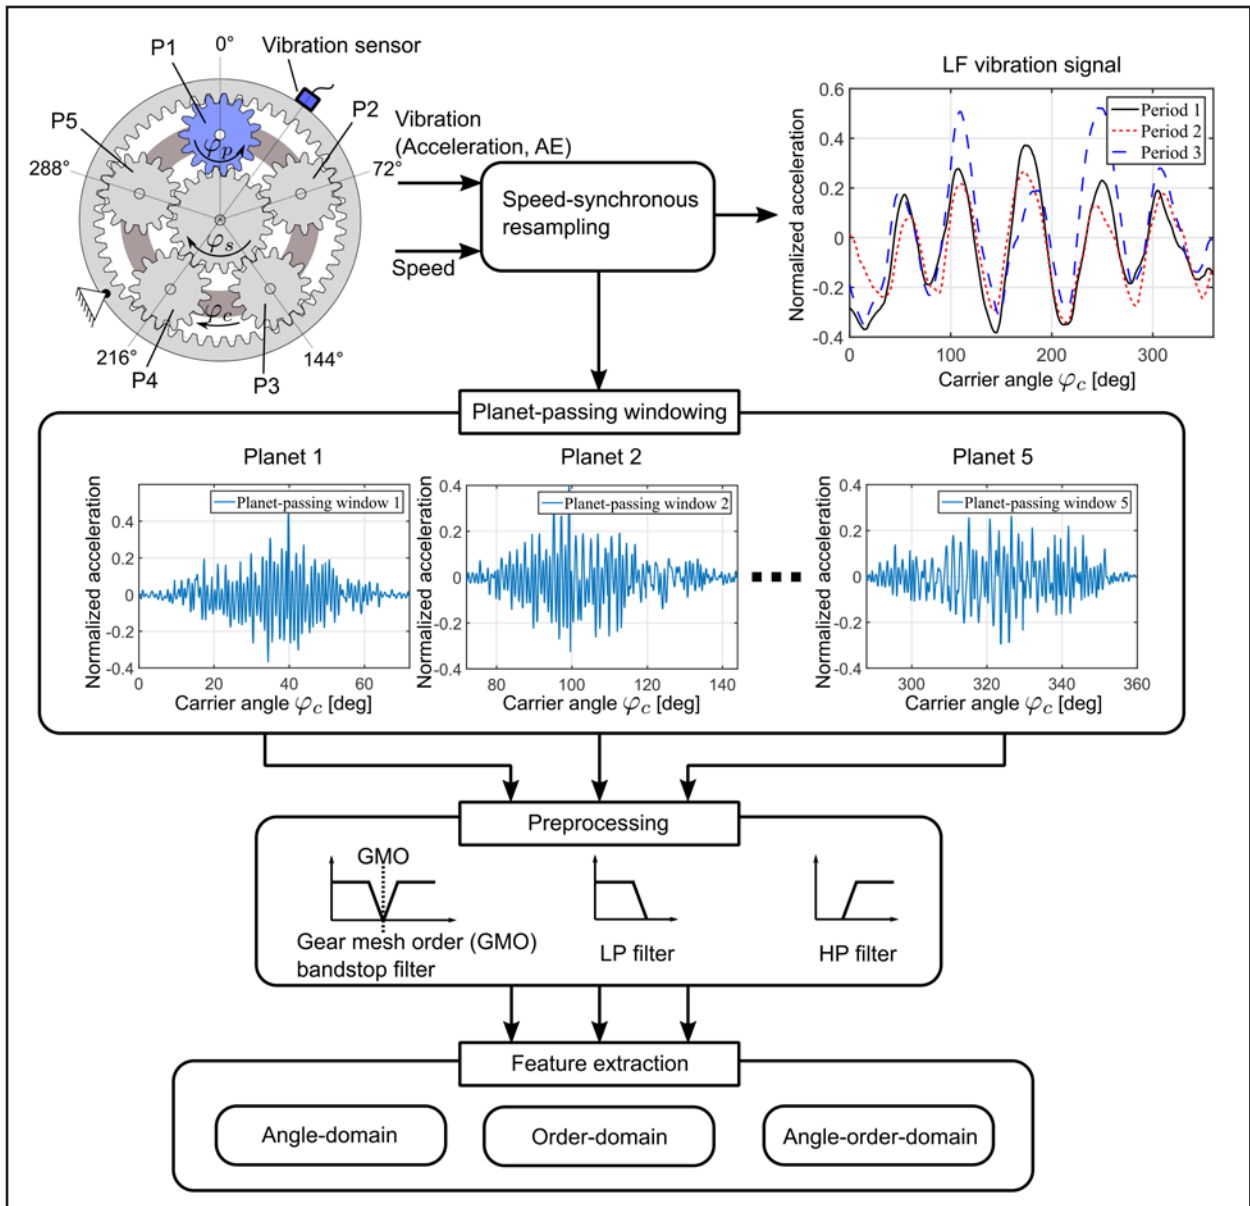 P1
0°
Vibration sensor
P2
P5
288°
72°
φp
φs
φc
216°
144°
P4
P3
Vibration
(Acceleration, AE)
Speed
Speed-synchronous
resampling
LF vibration signal
Normalized acceleration
0.6
0.4
0.2
0
-0.2
-0.4
0
100
200
300
Period 1
Period 2
Period 3
Carrier angle φc [deg]
Planet-passing windowing
Planet 1
Normalized acceleration
0.4
0.2
0
-0.2
-0.4
0
20
40
60
Planet-passing window 1
Carrier angle φc [deg]
Planet 2
Normalized acceleration
0.4
0.2
0
-0.2
-0.4
80
100
120
140
Planet-passing window 2
Carrier angle φc [deg]
Planet 5
Normalized acceleration
0.4
0.2
0
-0.2
-0.4
300
320
340
360
Planet-passing window 5
Carrier angle φc [deg]
Preprocessing
GMO
Gear mesh order (GMO)
bandstop filter
LP filter
HP filter
Feature extraction
Angle-domain
Order-domain
Angle-order-domain